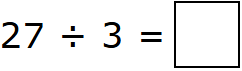 27 ÷ 3 =